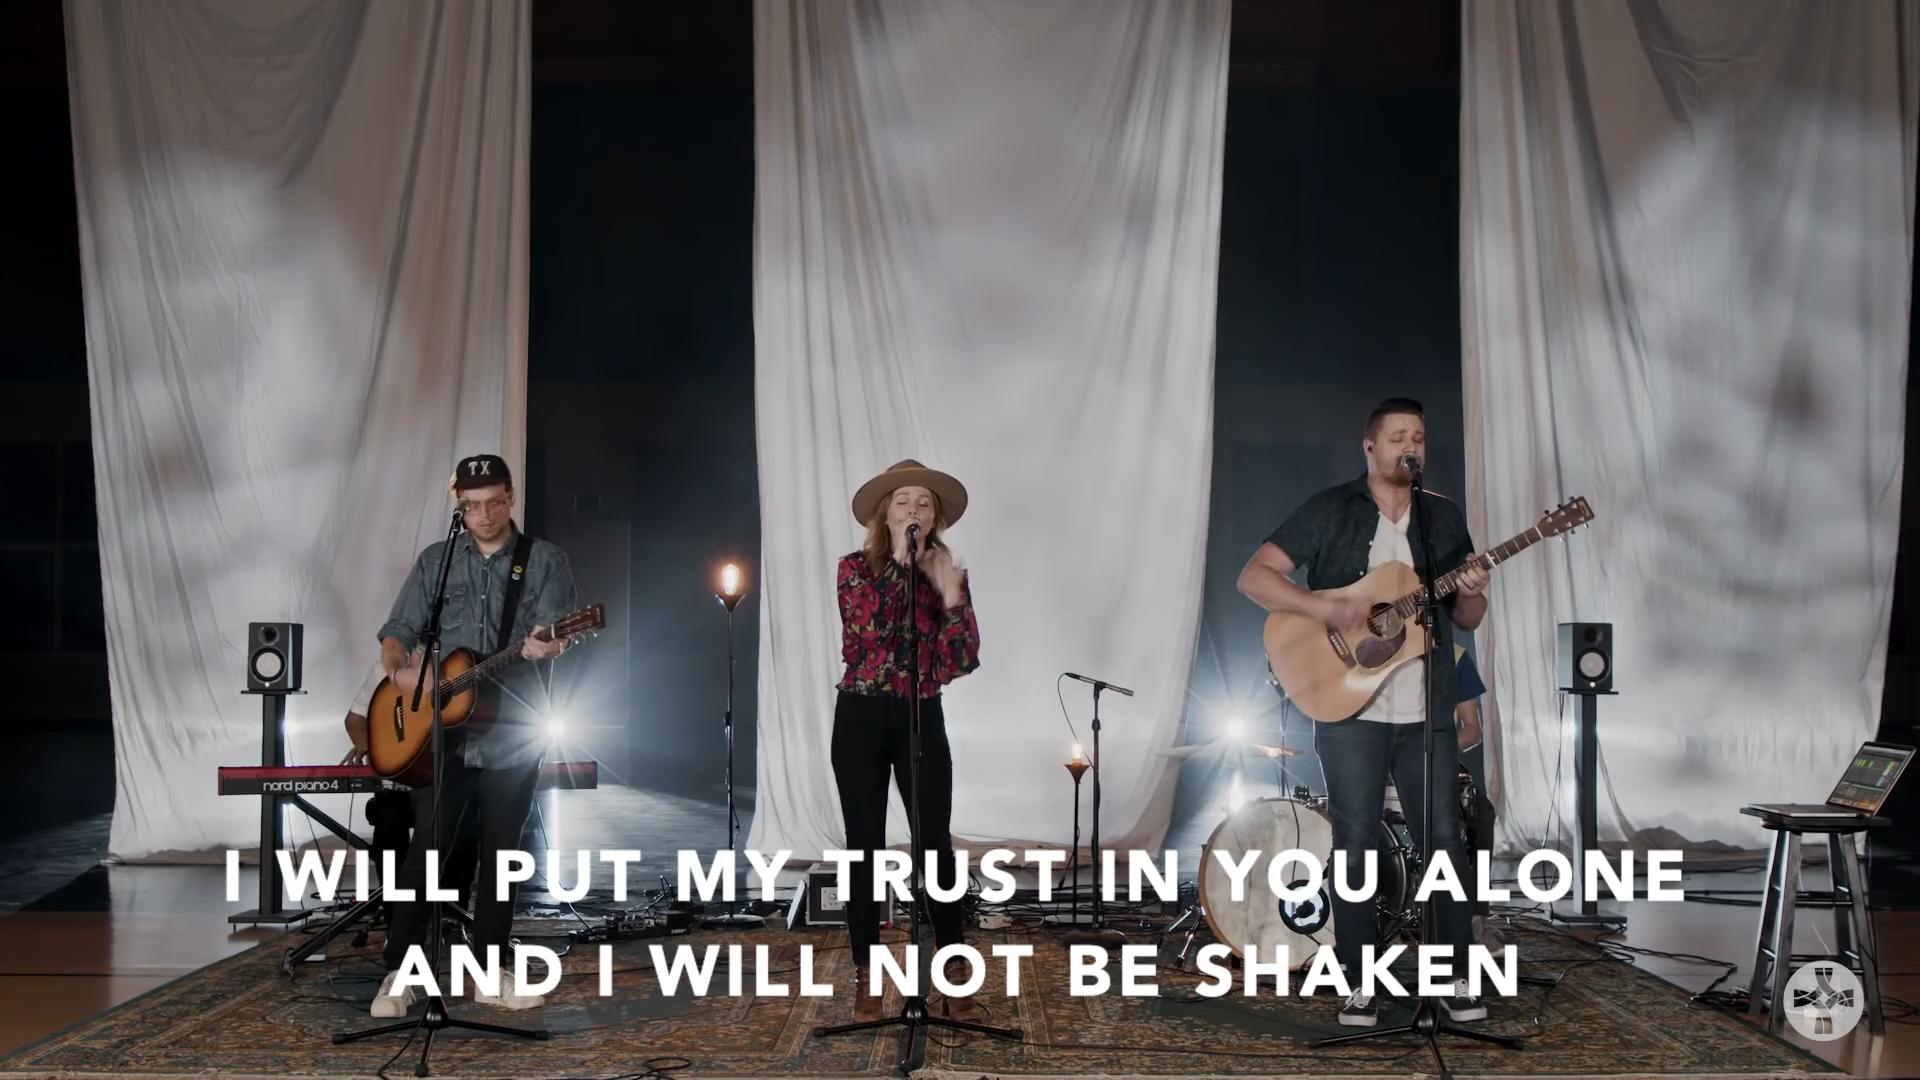 TX
nord piano 4
I WILL PUT MY TRUST IN YOU ALONE
AND I WILL NOT BE SHAKEN